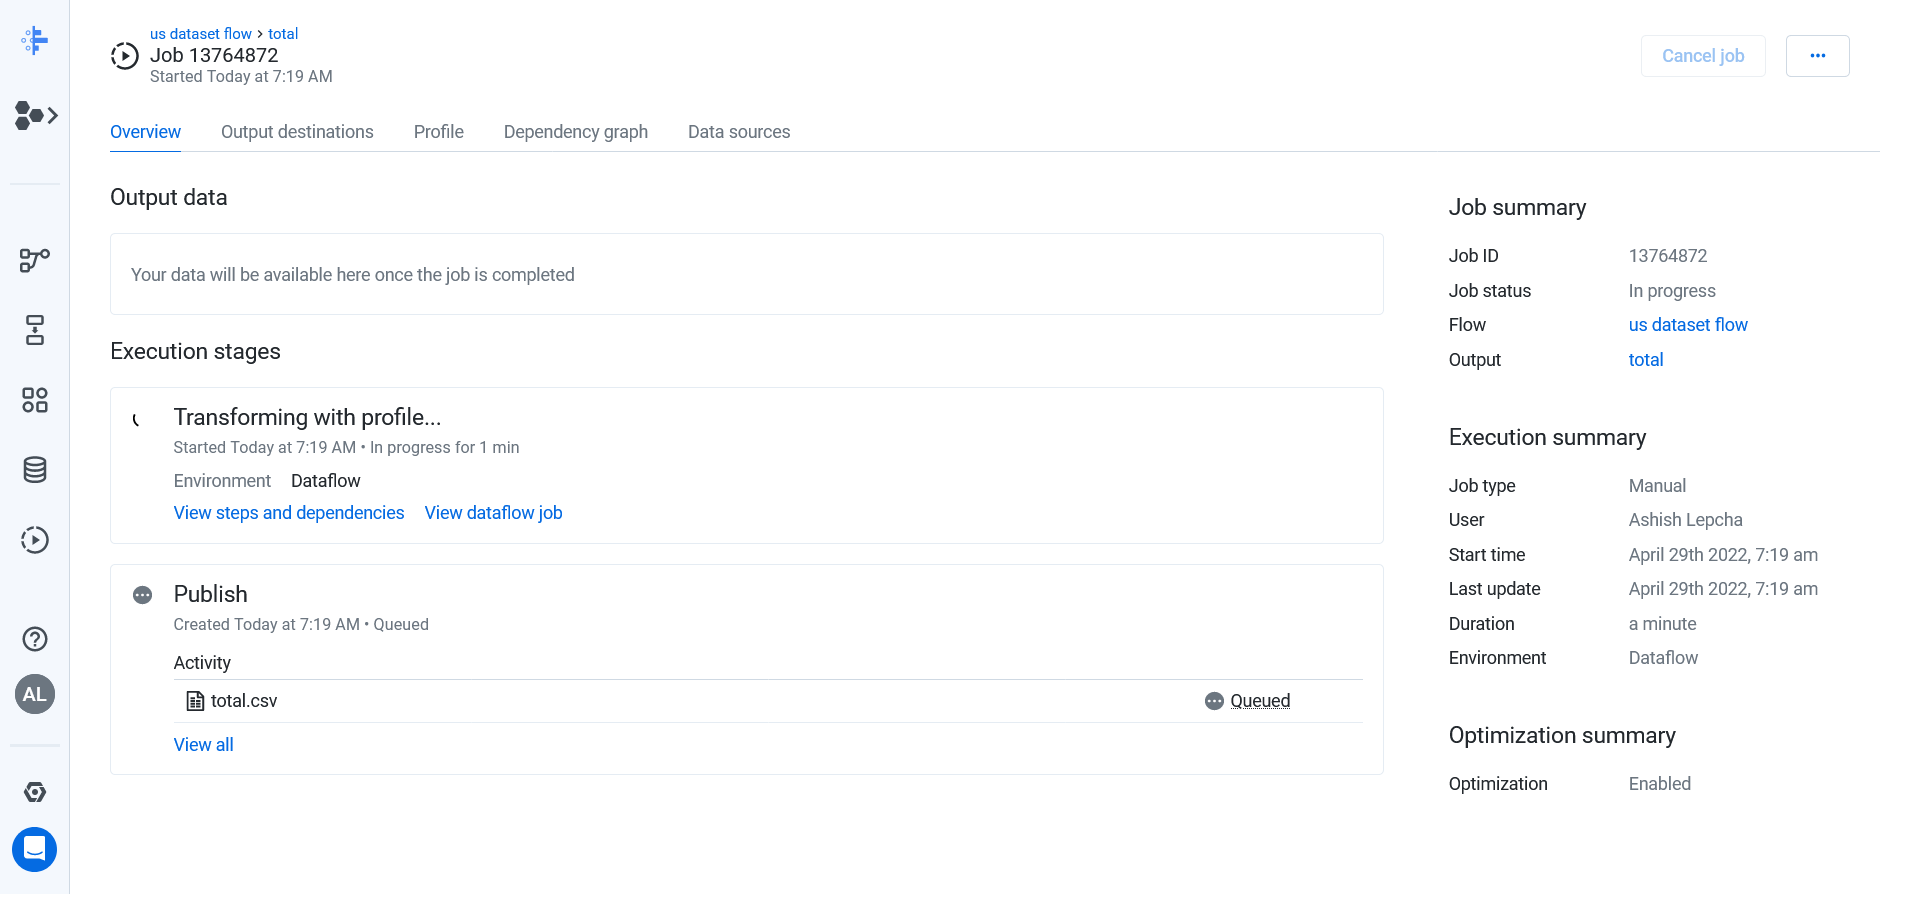 us dataset flow > total
Job 13764872
Started Today at 7:19 AM
Cancel job
Overview Output destinations Profile Dependency graph Data sources
Output data
Your data will be available here once the job is completed
Execution stages
Transforming with profile...
Started Today at 7:19 AM • In progress for 1 min
Environment Dataflow
View steps and dependencies View dataflow job
Publish
Created Today at 7:19 AM • Queued
Activity
total.csv Queued
View all
Job summary
Job ID 13764872
Job status In progress
Flow us dataset flow
Output total
Execution summary
Job type Manual
User Ashish Lepcha
Start time April 29th 2022, 7:19 am
Last update April 29th 2022, 7:19 am
Duration a minute
Environment Dataflow
Optimization summary
Optimization Enabled
AL